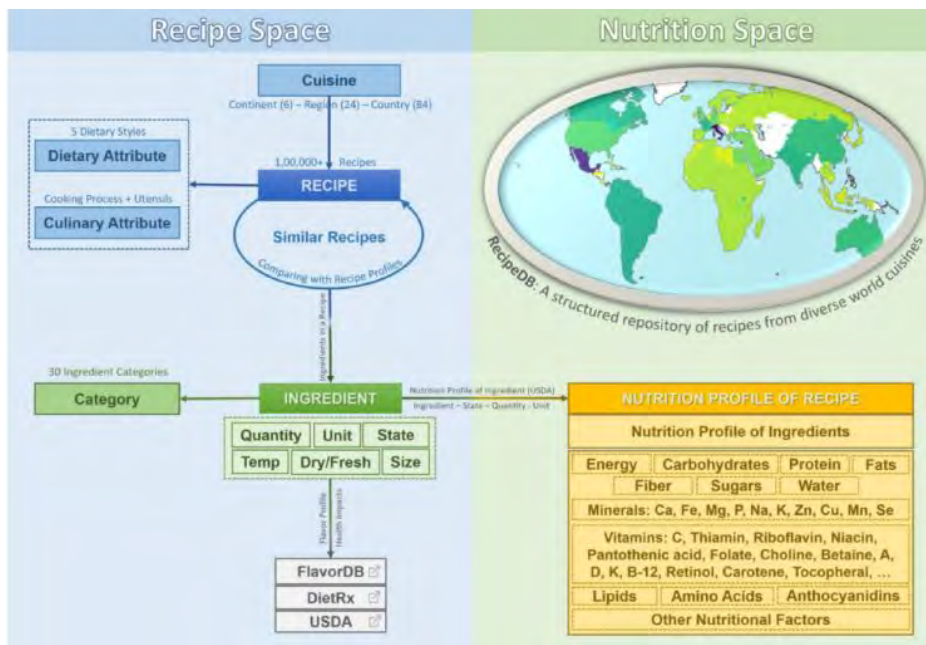 Recipe Space
Nutrition Space
Cuisine
Continent (6) – Region (24) – Country (84)
5 Dietary Styles
Dietary Attribute
Cooking Process + Utensils
Culinary Attribute
1,00,000+ Recipes
RECIPE
Similar Recipes
Comparing with Recipe Profiles
RecipeDB: A structured repository of recipes from diverse world cuisines
Ingredients in a Recipe
30 Ingredient Categories
Category
INGREDIENT
Nutrition Profile of Ingredient (USDA)
Ingredient – State – Quantity - Unit
Quantity Unit State
Temp Dry/Fresh Size
Flavor Profile
Health Impacts
FlavorDB
DietRx
USDA
NUTRITION PROFILE OF RECIPE
Nutrition Profile of Ingredients
Energy Carbohydrates Protein Fats
Fiber Sugars Water
Minerals: Ca, Fe, Mg, P, Na, K, Zn, Cu, Mn, Se
Vitamins: C, Thiamin, Riboflavin, Niacin,
Pantothenic acid, Folate, Choline, Betaine, A,
D, K, B-12, Retinol, Carotene, Tocopheral, ...
Lipids Amino Acids Anthocyanidins
Other Nutritional Factors